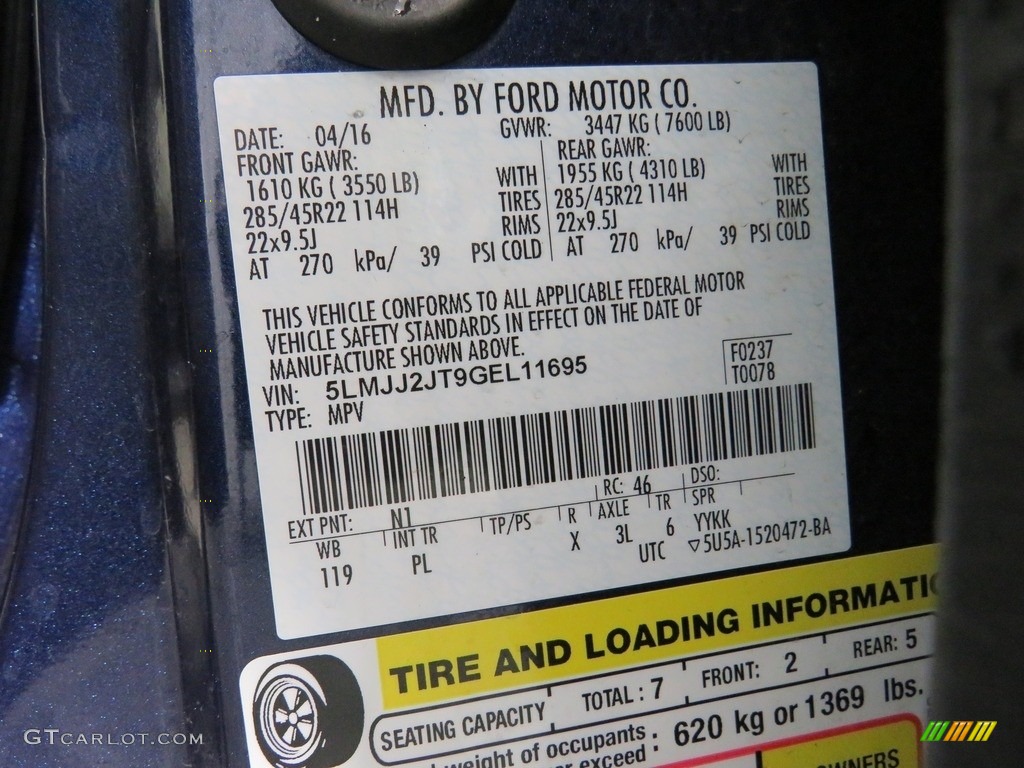 MFD. BY FORD MOTOR CO.
DATE: 04/16 GVWR: 3447 KG ( 7600 LB)
FRONT GAWR: REAR GAWR:
1610 KG ( 3550 LB) WITH 1955 KG ( 4310 LB) WITH
285/45R22 114H TIRES 285/45R22 114H TIRES
22x9.5J RIMS 22x9.5J RIMS
AT 270 kPa/ 39 PSI COLD AT 270 kPa/ 39 PSI COLD
THIS VEHICLE CONFORMS TO ALL APPLICABLE FEDERAL MOTOR
VEHICLE SAFETY STANDARDS IN EFFECT ON THE DATE OF
MANUFACTURE SHOWN ABOVE.
VIN: 5LMJJ2JT9GEL11695 F0237
TYPE: MPV T0078
EXT PNT: N1 RC: 46 DSO:
WB INT TR TP/PS R AXLE TR SPR
119 PL X 3L 6 YYKK
UTC ▽5U5A-1520472-BA
TIRE AND LOADING
SEATING CAPACITY TOTAL : 7 FRONT: 2 REAR: 5
weight of occupants : 620 kg or 1369 lbs.
exceed
OWNERS
GTCARLOT.COM